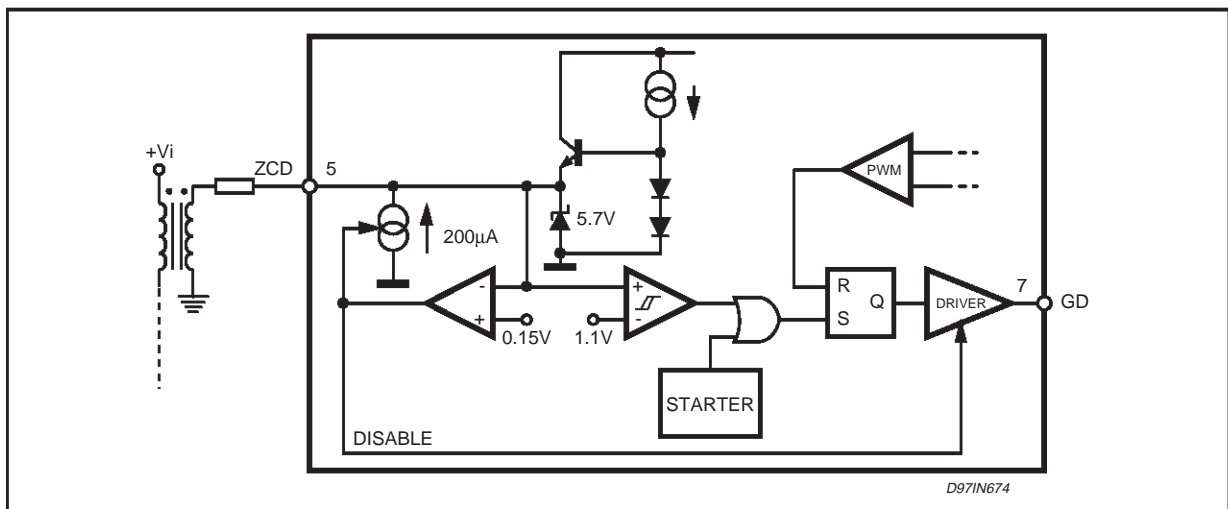 +Vi
ZCD
5
200µA
5.7V
PWM
-
+
0.15V
1.1V
+
-
R
S
Q
DRIVER
7
GD
STARTER
DISABLE
D97IN674